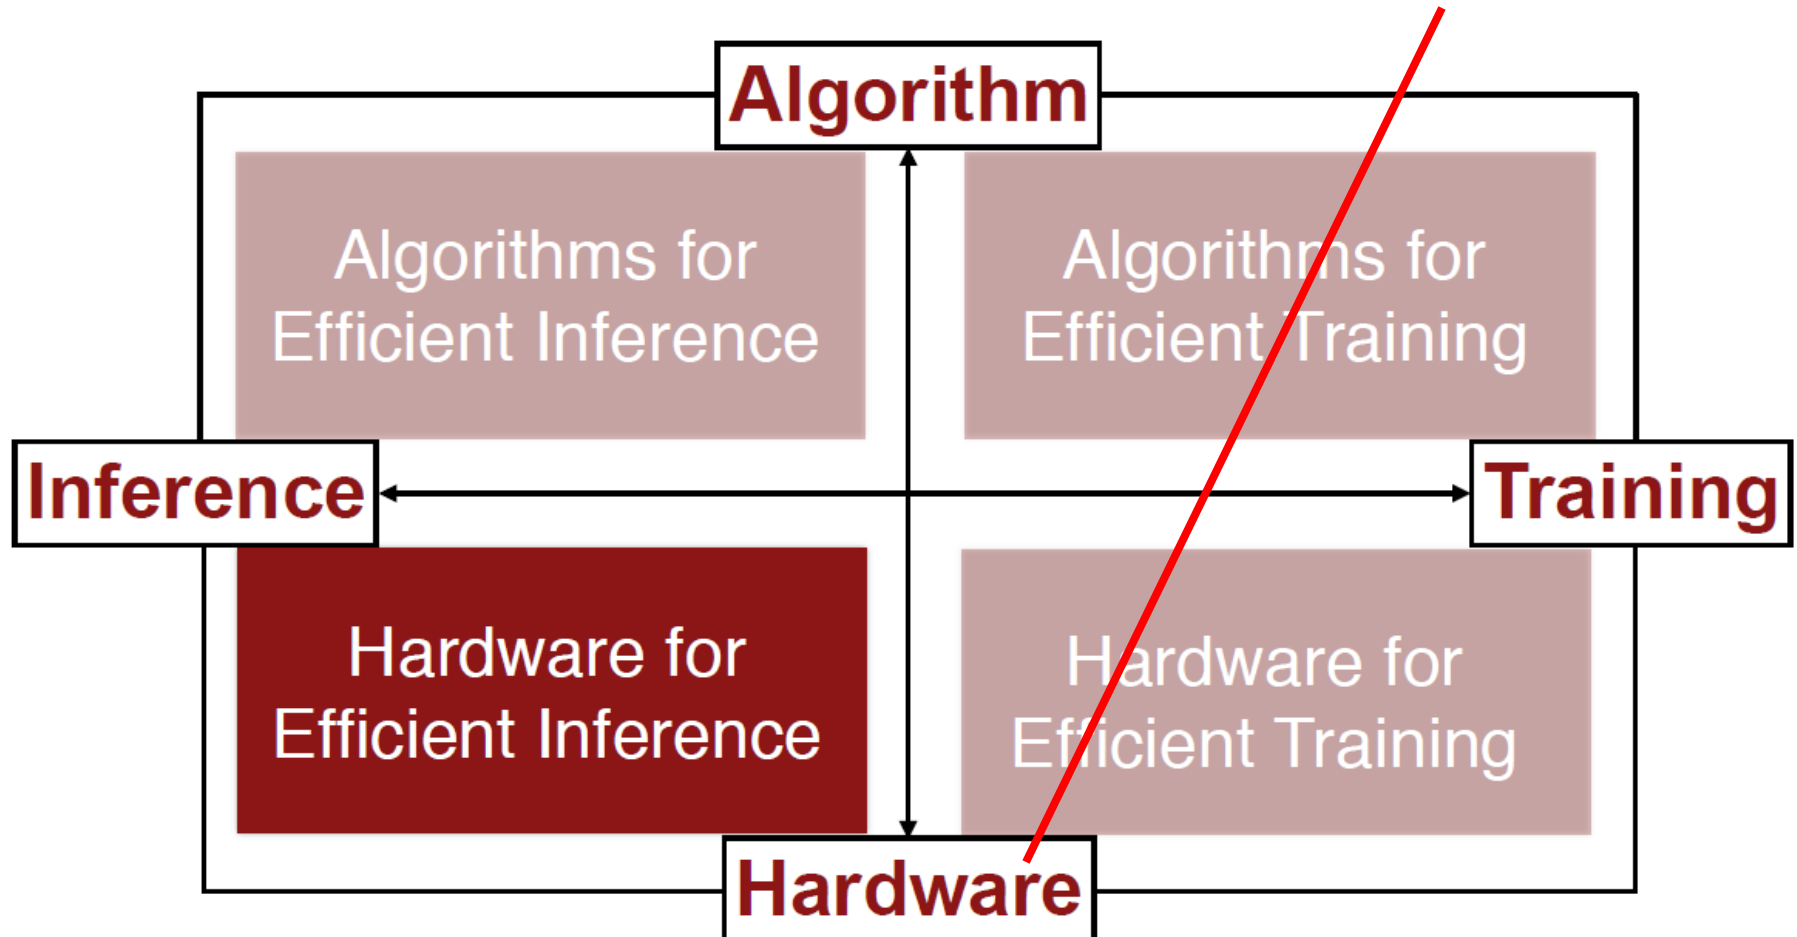 Algorithm
Algorithms for
Efficient Inference
Algorithms for
Efficient Training
Inference
Training
Hardware for
Efficient Inference
Hardware for
Efficient Training
Hardware